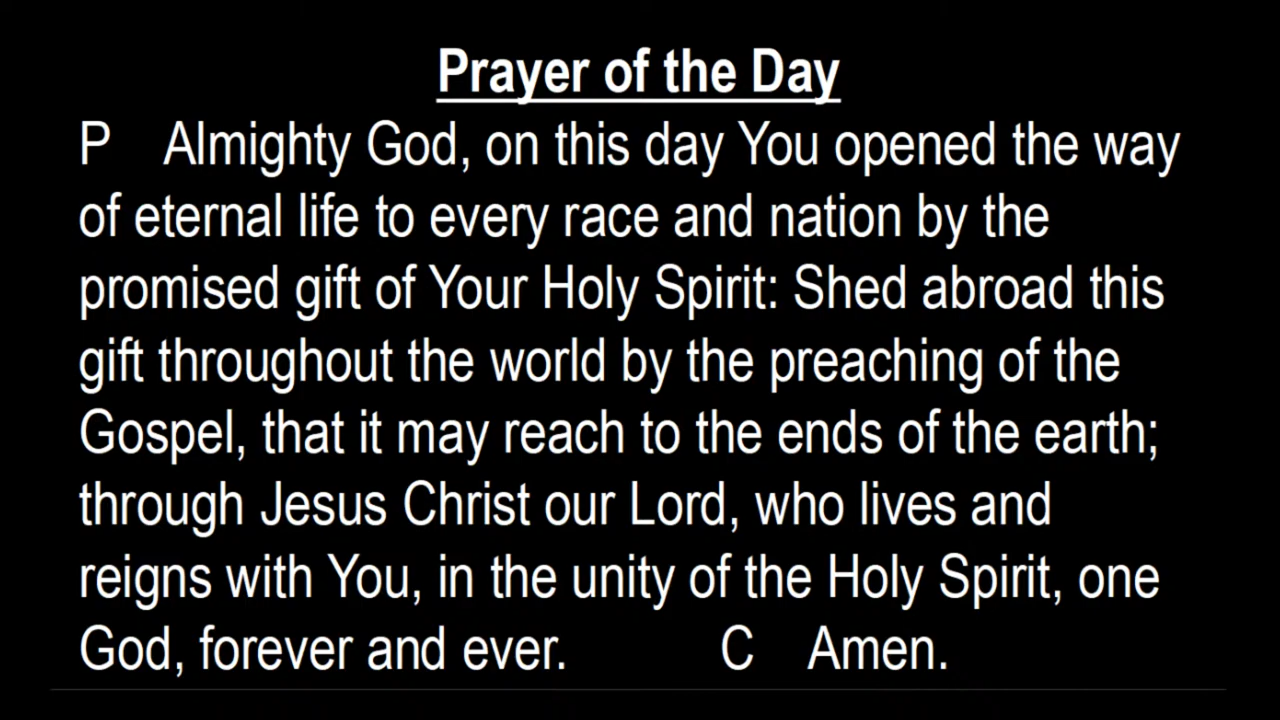 Prayer of the Day
P Almighty God, on this day You opened the way
of eternal life to every race and nation by the
promised gift of Your Holy Spirit: Shed abroad this
gift throughout the world by the preaching of the
Gospel, that it may reach to the ends of the earth;
through Jesus Christ our Lord, who lives and
reigns with You, in the unity of the Holy Spirit, one
God, forever and ever. C Amen.